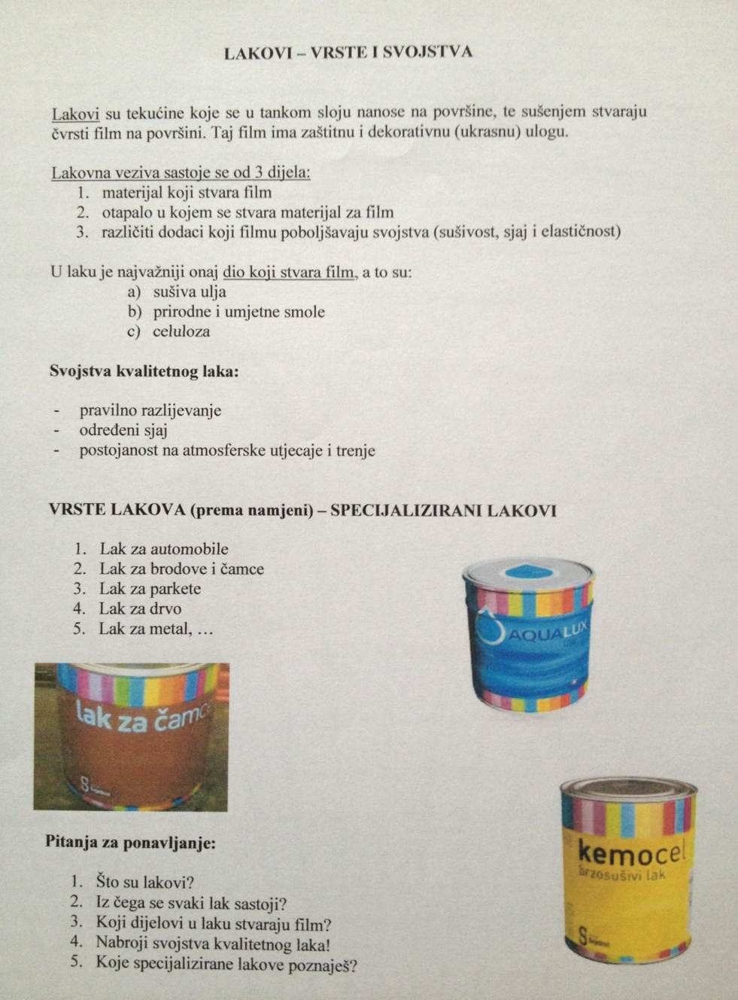 LAKOVI – VRSTE I SVOJSTVA
Lakovi su tekućine koje se u tankom sloju nanose na površine, te sušenjem stvaraju
čvrsti film na površini. Taj film ima zaštitnu i dekorativnu (ukrasnu) ulogu.
Lakovna veziva sastoje se od 3 dijela:
1. materijal koji stvara film
2. otapalo u kojem se stvara materijal za film
3. različiti dodaci koji filmu poboljšavaju svojstva (sušivost, sjaj i elastičnost)
U laku je najvažniji onaj dio koji stvara film, a to su:
a) sušiva ulja
b) prirodne i umjetne smole
c) celuloza
Svojstva kvalitetnog laka:
- pravilno razlijevanje
- određeni sjaj
- postojanost na atmosferske utjecaje i trenje
VRSTE LAKOVA (prema namjeni) – SPECIJALIZIRANI LAKOVI
1. Lak za automobile
2. Lak za brodove i čamce
3. Lak za parkete
4. Lak za drvo
5. Lak za metal, …
AQUALUX
lak za čamc
kemocel
brzosušivi lak
Pitanja za ponavljanje:
1. Što su lakovi?
2. Iz čega se svaki lak sastoji?
3. Koji dijelovi u laku stvaraju film?
4. Nabroji svojstva kvalitetnog laka!
5. Koje specijalizirane lakove poznaješ?